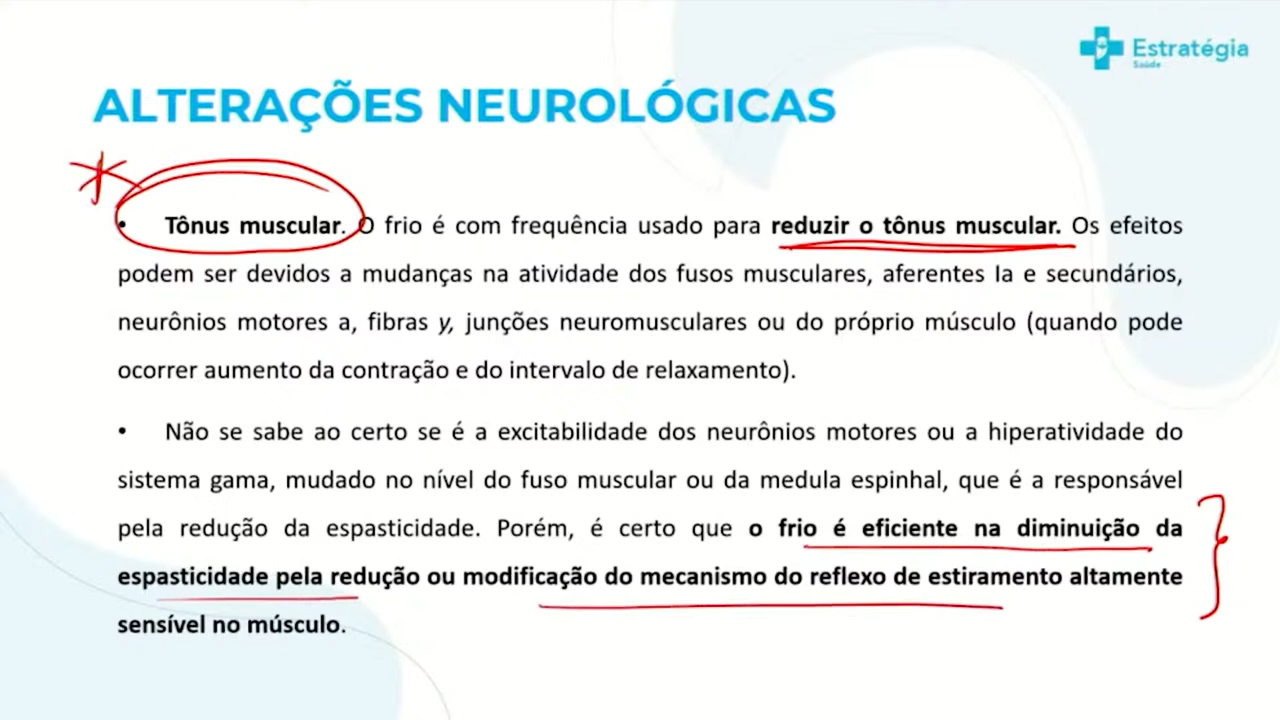 Estratégia
Saúde
ALTERAÇÕES NEUROLÓGICAS
• Tônus muscular. O frio é com frequência usado para reduzir o tônus muscular. Os efeitos
podem ser devidos a mudanças na atividade dos fusos musculares, aferentes Ia e secundários,
neurônios motores a, fibras y, junções neuromusculares ou do próprio músculo (quando pode
ocorrer aumento da contração e do intervalo de relaxamento).
• Não se sabe ao certo se é a excitabilidade dos neurônios motores ou a hiperatividade do
sistema gama, mudado no nível do fuso muscular ou da medula espinhal, que é a responsável
pela redução da espasticidade. Porém, é certo que o frio é eficiente na diminuição da
espasticidade pela redução ou modificação do mecanismo do reflexo de estiramento altamente
sensível no músculo.